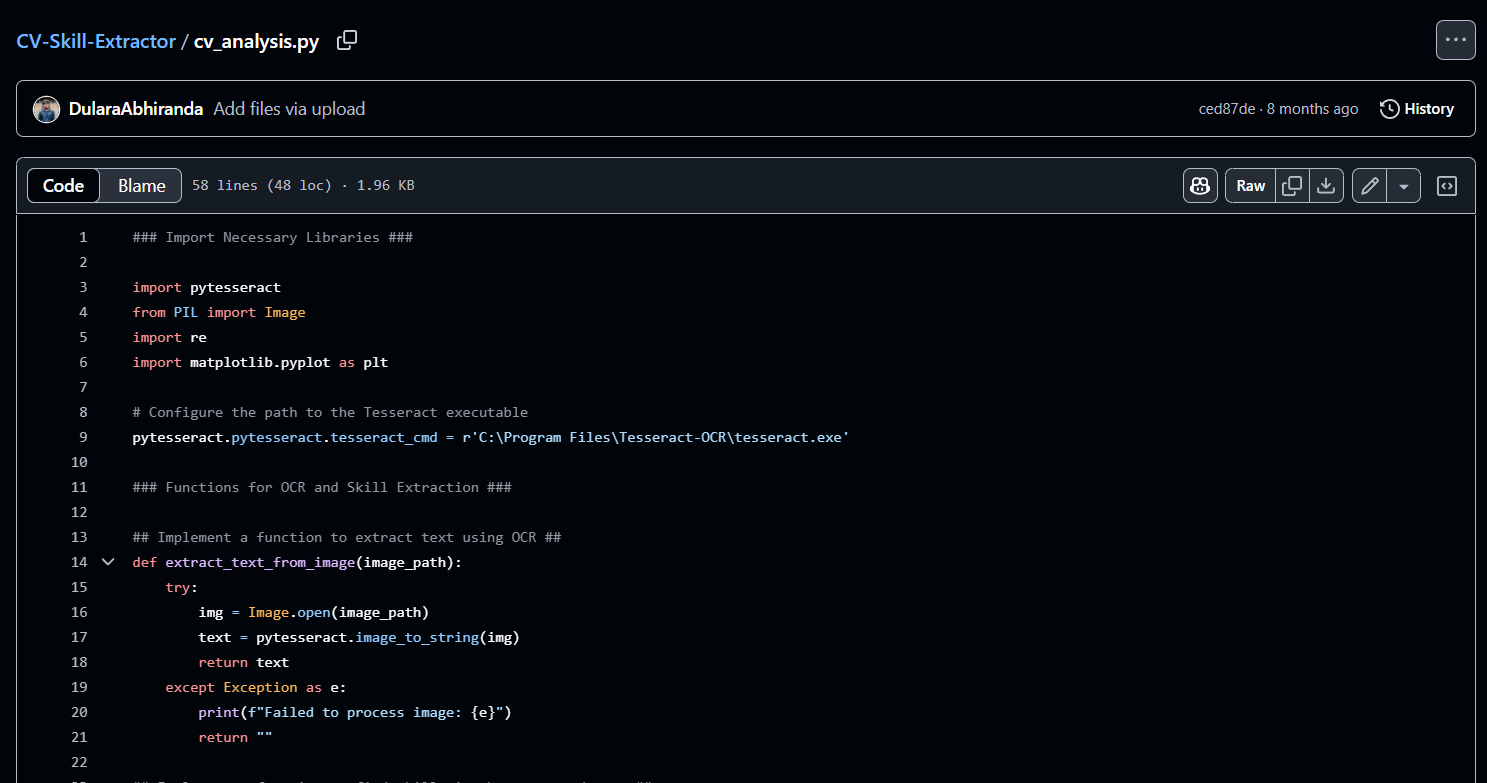 CV-Skill-Extractor / cv_analysis.py
DularaAbhiranda Add files via upload
ced87de · 8 months ago History
Code Blame 58 lines (48 loc) · 1.96 KB
Raw
1 ### Import Necessary Libraries ###
2
3 import pytesseract
4 from PIL import Image
5 import re
6 import matplotlib.pyplot as plt
7
8 # Configure the path to the Tesseract executable
9 pytesseract.pytesseract.tesseract_cmd = r'C:\Program Files\Tesseract-OCR\tesseract.exe'
10
11 ### Functions for OCR and Skill Extraction ###
12
13 ## Implement a function to extract text using OCR ##
14 def extract_text_from_image(image_path):
15     try:
16         img = Image.open(image_path)
17         text = pytesseract.image_to_string(img)
18         return text
19     except Exception as e:
20         print(f"Failed to process image: {e}")
21         return ""
22